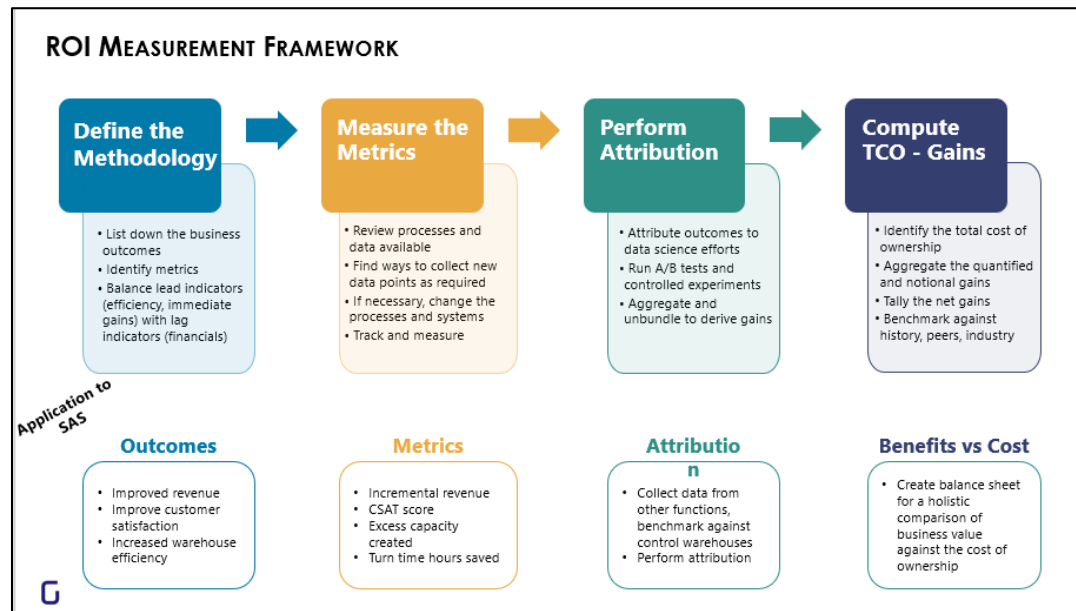 ROI MEASUREMENT FRAMEWORK
Define the
Methodology
• List down the business
outcomes
• Identify metrics
• Balance lead indicators
(efficiency, immediate
gains) with lag
indicators (financials)
Measure the
Metrics
• Review processes and
data available
• Find ways to collect new
data points as required
• If necessary, change the
processes and systems
• Track and measure
Perform
Attribution
• Attribute outcomes to
data science efforts
• Run A/B tests and
controlled experiments
• Aggregate and
unbundle to derive gains
Compute
TCO - Gains
• Identify the total cost of
ownership
• Aggregate the quantified
and notional gains
• Tally the net gains
• Benchmark against
history, peers, industry
Application to
SAS
Outcomes
• Improved revenue
• Improve customer
satisfaction
• Increased warehouse
efficiency
Metrics
• Incremental revenue
• CSAT score
• Excess capacity
created
• Turn time hours saved
Attributio
n
• Collect data from
other functions,
benchmark against
control warehouses
• Perform attribution
Benefits vs Cost
• Create balance sheet
for a holistic
comparison of
business value
against the cost of
ownership